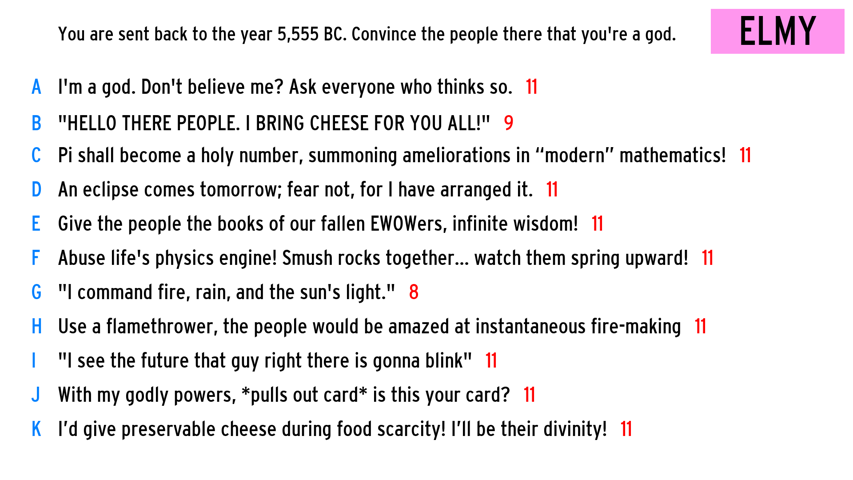 You are sent back to the year 5,555 BC. Convince the people there that you're a god.
ELMY
A I'm a god. Don't believe me? Ask everyone who thinks so. 11
B "HELLO THERE PEOPLE. I BRING CHEESE FOR YOU ALL!" 9
C Pi shall become a holy number, summoning ameliorations in “modern” mathematics! 11
D An eclipse comes tomorrow; fear not, for I have arranged it. 11
E Give the people the books of our fallen EWOWers, infinite wisdom! 11
F Abuse life's physics engine! Smush rocks together... watch them spring upward! 11
G "I command fire, rain, and the sun's light." 8
H Use a flamethrower, the people would be amazed at instantaneous fire-making 11
I "I see the future that guy right there is gonna blink" 11
J With my godly powers, *pulls out card* is this your card? 11
K I’d give preservable cheese during food scarcity! I’ll be their divinity! 11